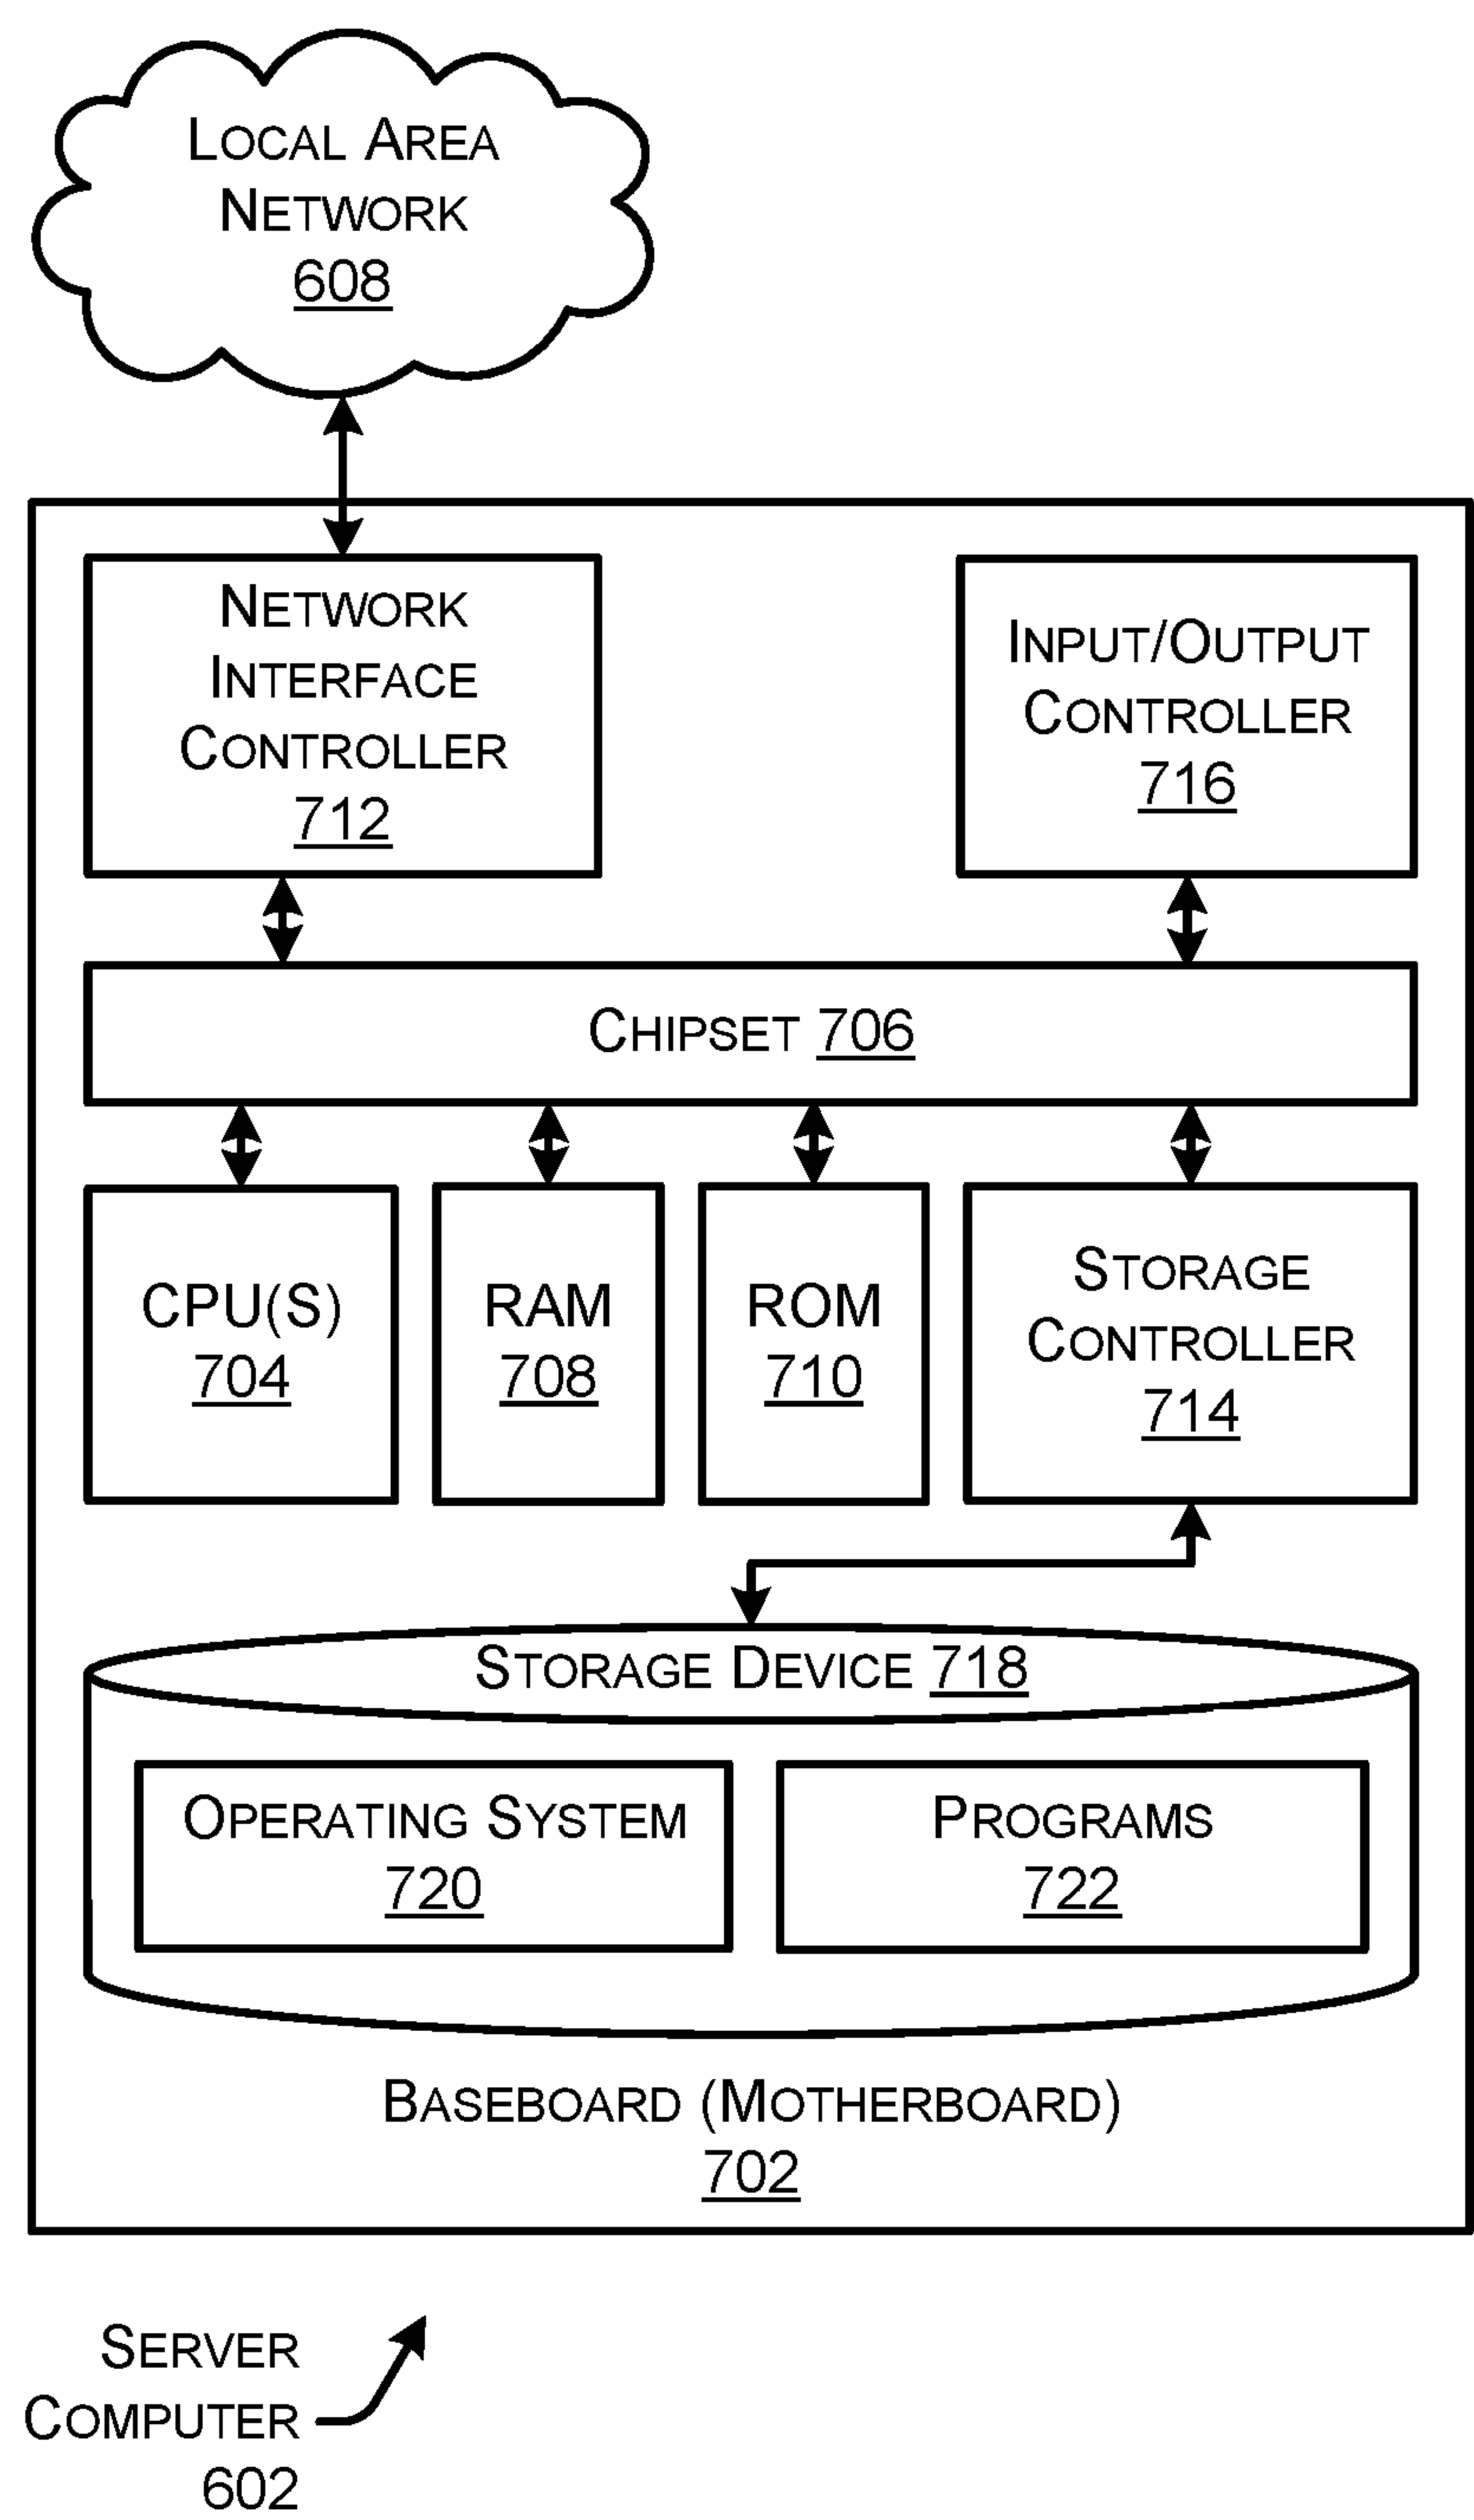 LOCAL AREA
NETWORK
608
NETWORK
INTERFACE
CONTROLLER
712
INPUT/OUTPUT
CONTROLLER
716
CHIPSET 706
CPU(S)
704
RAM
708
ROM
710
STORAGE
CONTROLLER
714
STORAGE DEVICE 718
OPERATING SYSTEM
720
PROGRAMS
722
BASEBOARD (MOTHERBOARD)
702
SERVER
COMPUTER
602